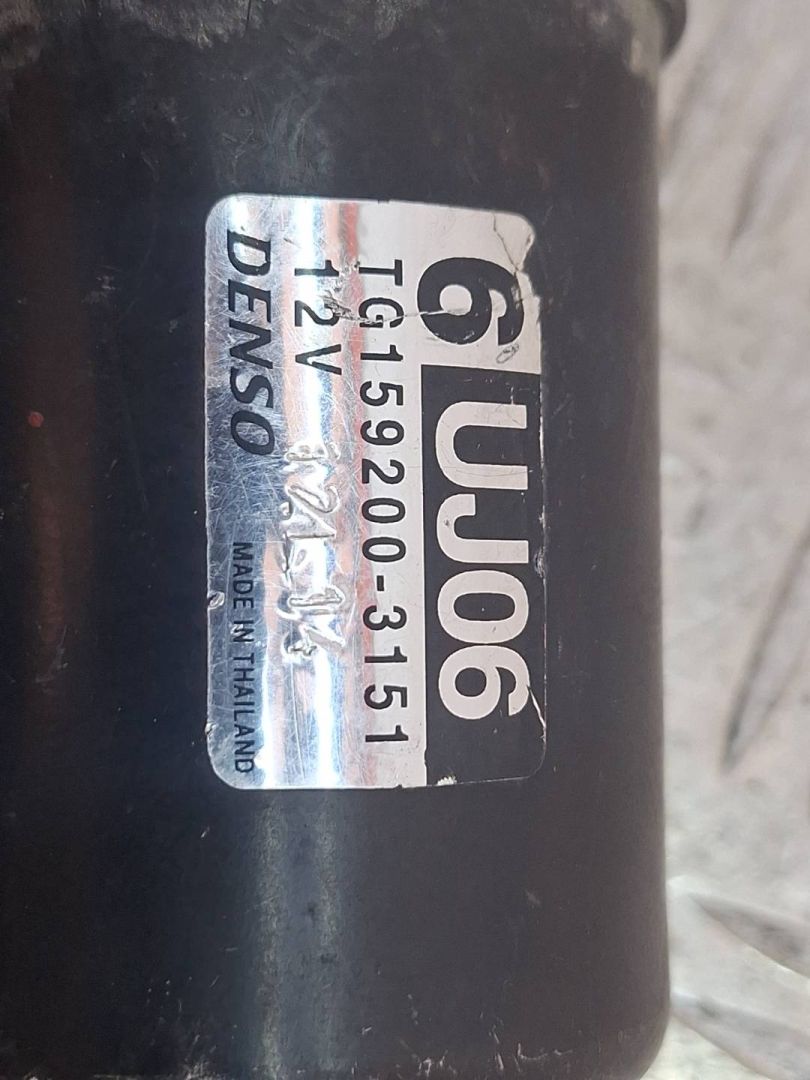 6 UJ06
TG159200-3151
12V
DENSO MADE IN THAILAND